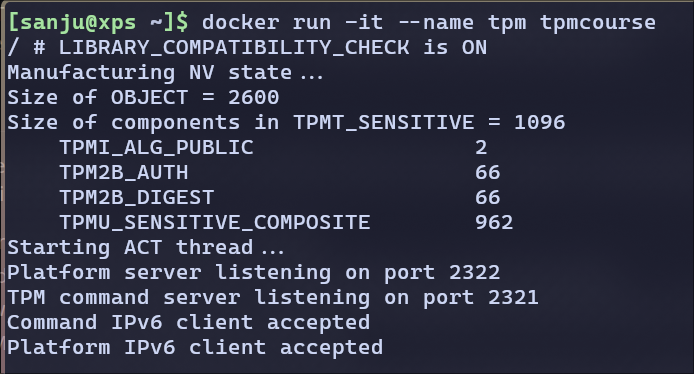 [sanju@xps ~]$ docker run -it --name tpm tpmcourse
/ # LIBRARY_COMPATIBILITY_CHECK is ON
Manufacturing NV state...
Size of OBJECT = 2600
Size of components in TPMT_SENSITIVE = 1096
    TPMI_ALG_PUBLIC                 2
    TPM2B_AUTH                      66
    TPM2B_DIGEST                    66
    TPMU_SENSITIVE_COMPOSITE        962
Starting ACT thread...
Platform server listening on port 2322
TPM command server listening on port 2321
Command IPv6 client accepted
Platform IPv6 client accepted